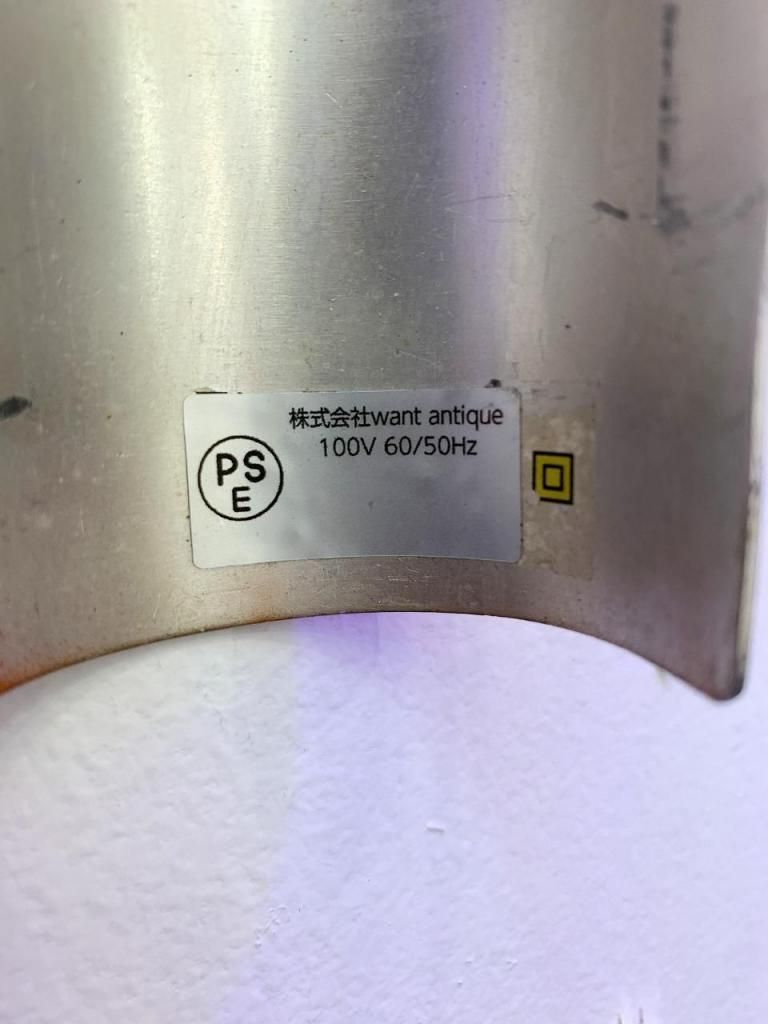 株式会社want antique
100V 60/50Hz
PS
E